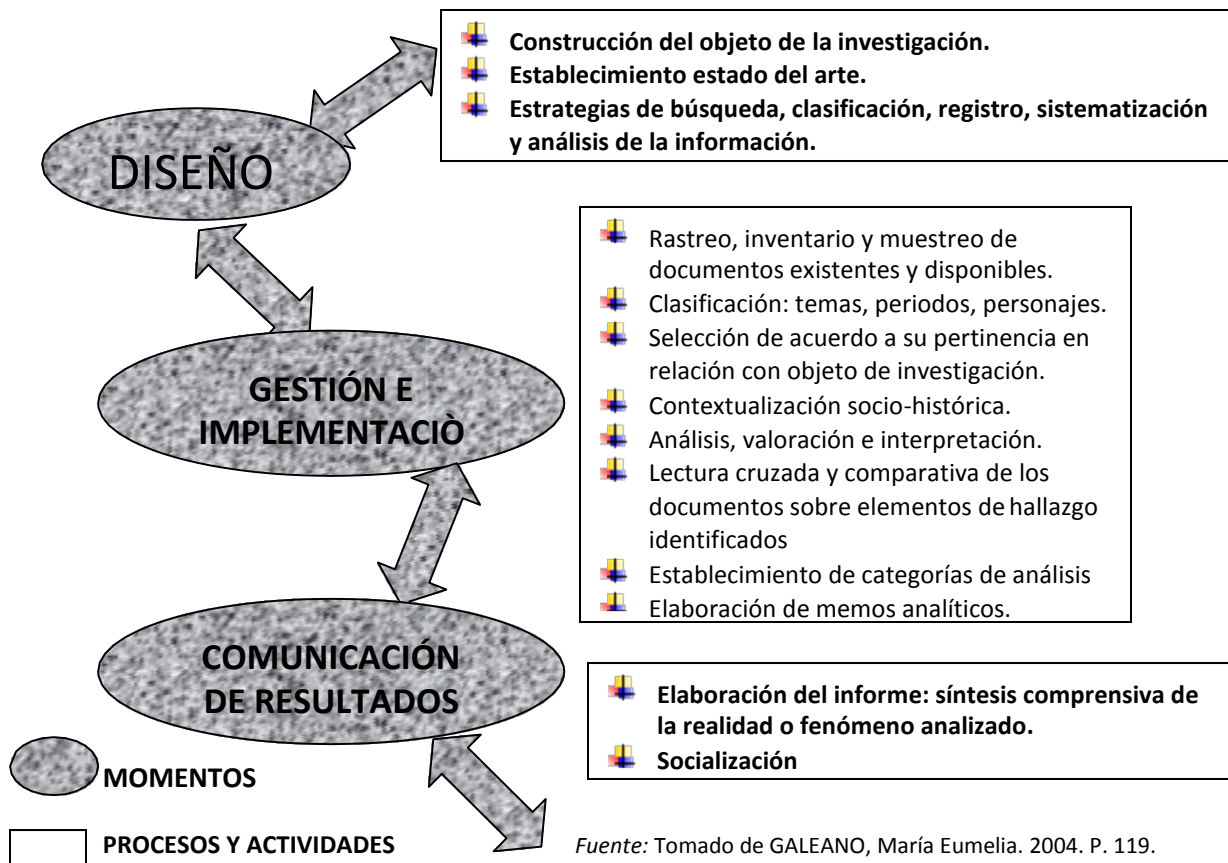 Construcción del objeto de la investigación.
Establecimiento estado del arte.
Estrategias de búsqueda, clasificación, registro, sistematización
y análisis de la información.
DISEÑO
Rastreo, inventario y muestreo de
documentos existentes y disponibles.
Clasificación: temas, periodos, personajes.
Selección de acuerdo a su pertinencia en
relación con objeto de investigación.
Contextualización socio-histórica.
Análisis, valoración e interpretación.
Lectura cruzada y comparativa de los
documentos sobre elementos de hallazgo
identificados
Establecimiento de categorías de análisis
Elaboración de memos analíticos.
GESTIÓN E
IMPLEMENTACIÒ
COMUNICACIÓN
DE RESULTADOS
Elaboración del informe: síntesis comprensiva de
la realidad o fenómeno analizado.
Socialización
MOMENTOS
PROCESOS Y ACTIVIDADES
Fuente: Tomado de GALEANO, María Eumelia. 2004. P. 119.